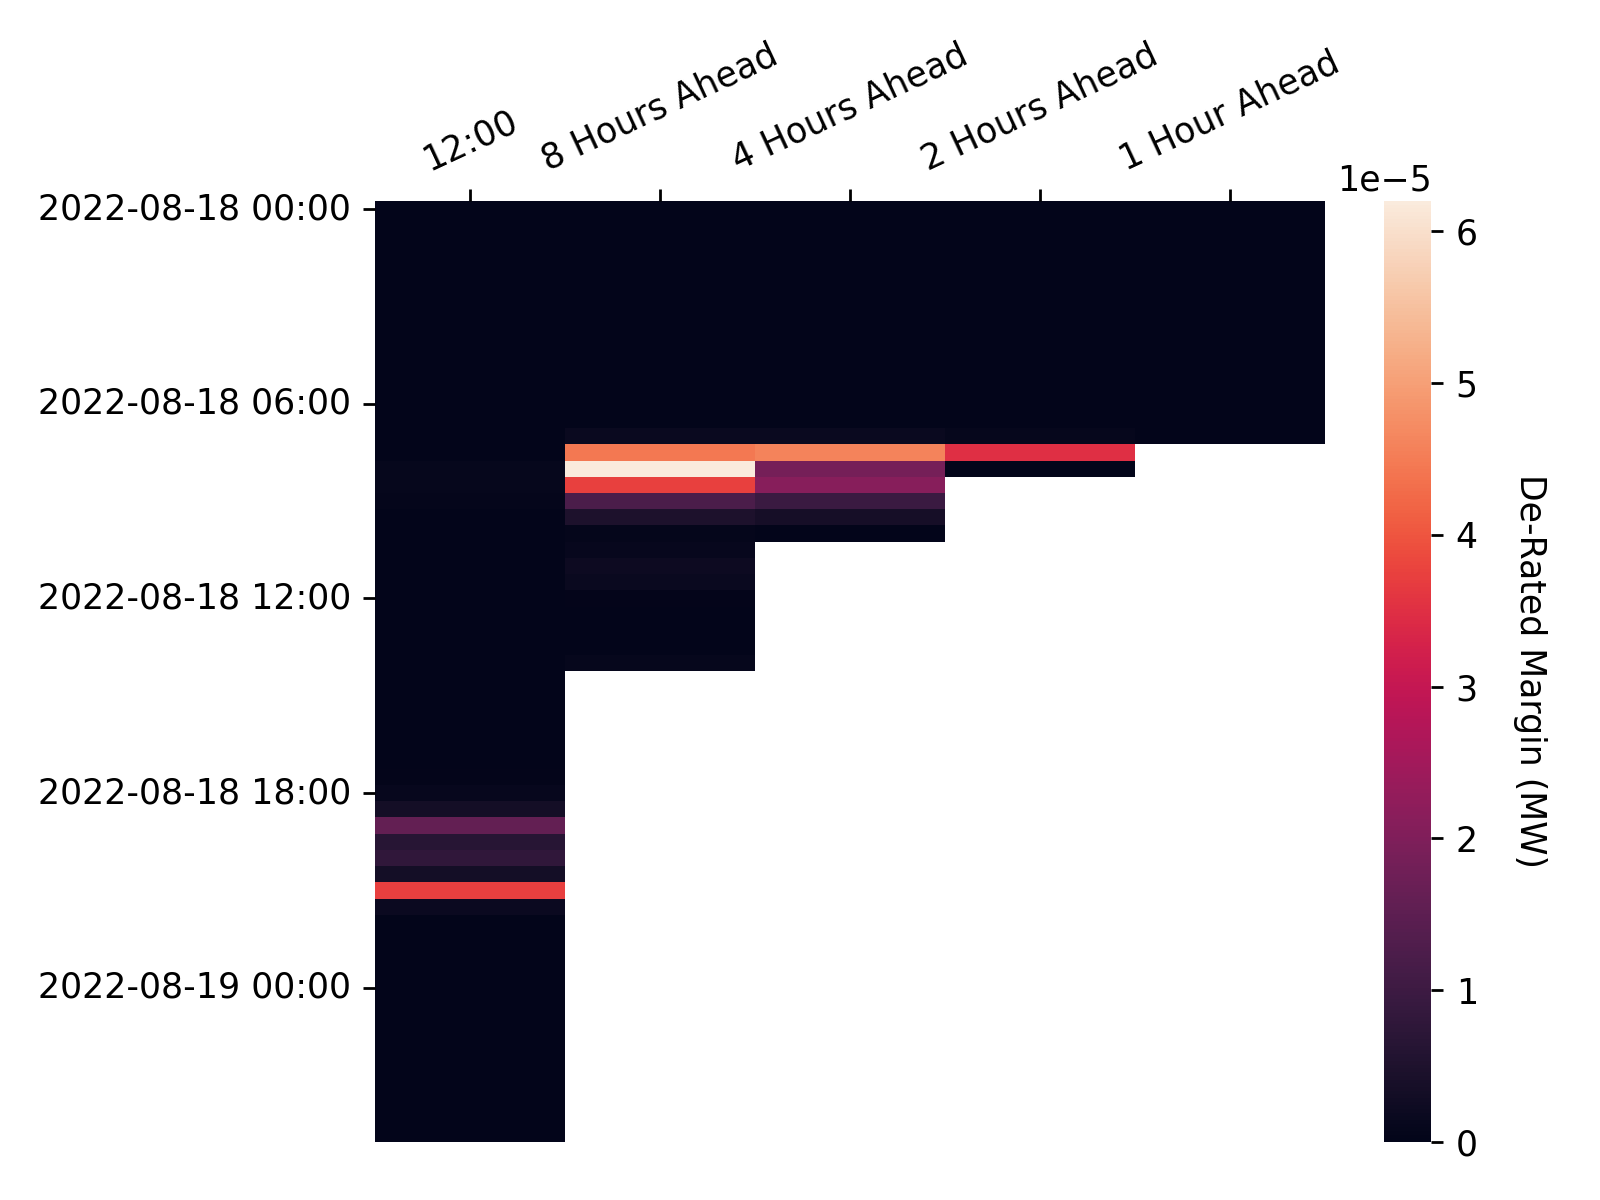 12:00
8 Hours Ahead
4 Hours Ahead
2 Hours Ahead
1 Hour Ahead
2022-08-18 00:00
2022-08-18 06:00
2022-08-18 12:00
2022-08-18 18:00
2022-08-19 00:00
1e−5
6
5
4
3
2
1
0
De-Rated Margin (MW)